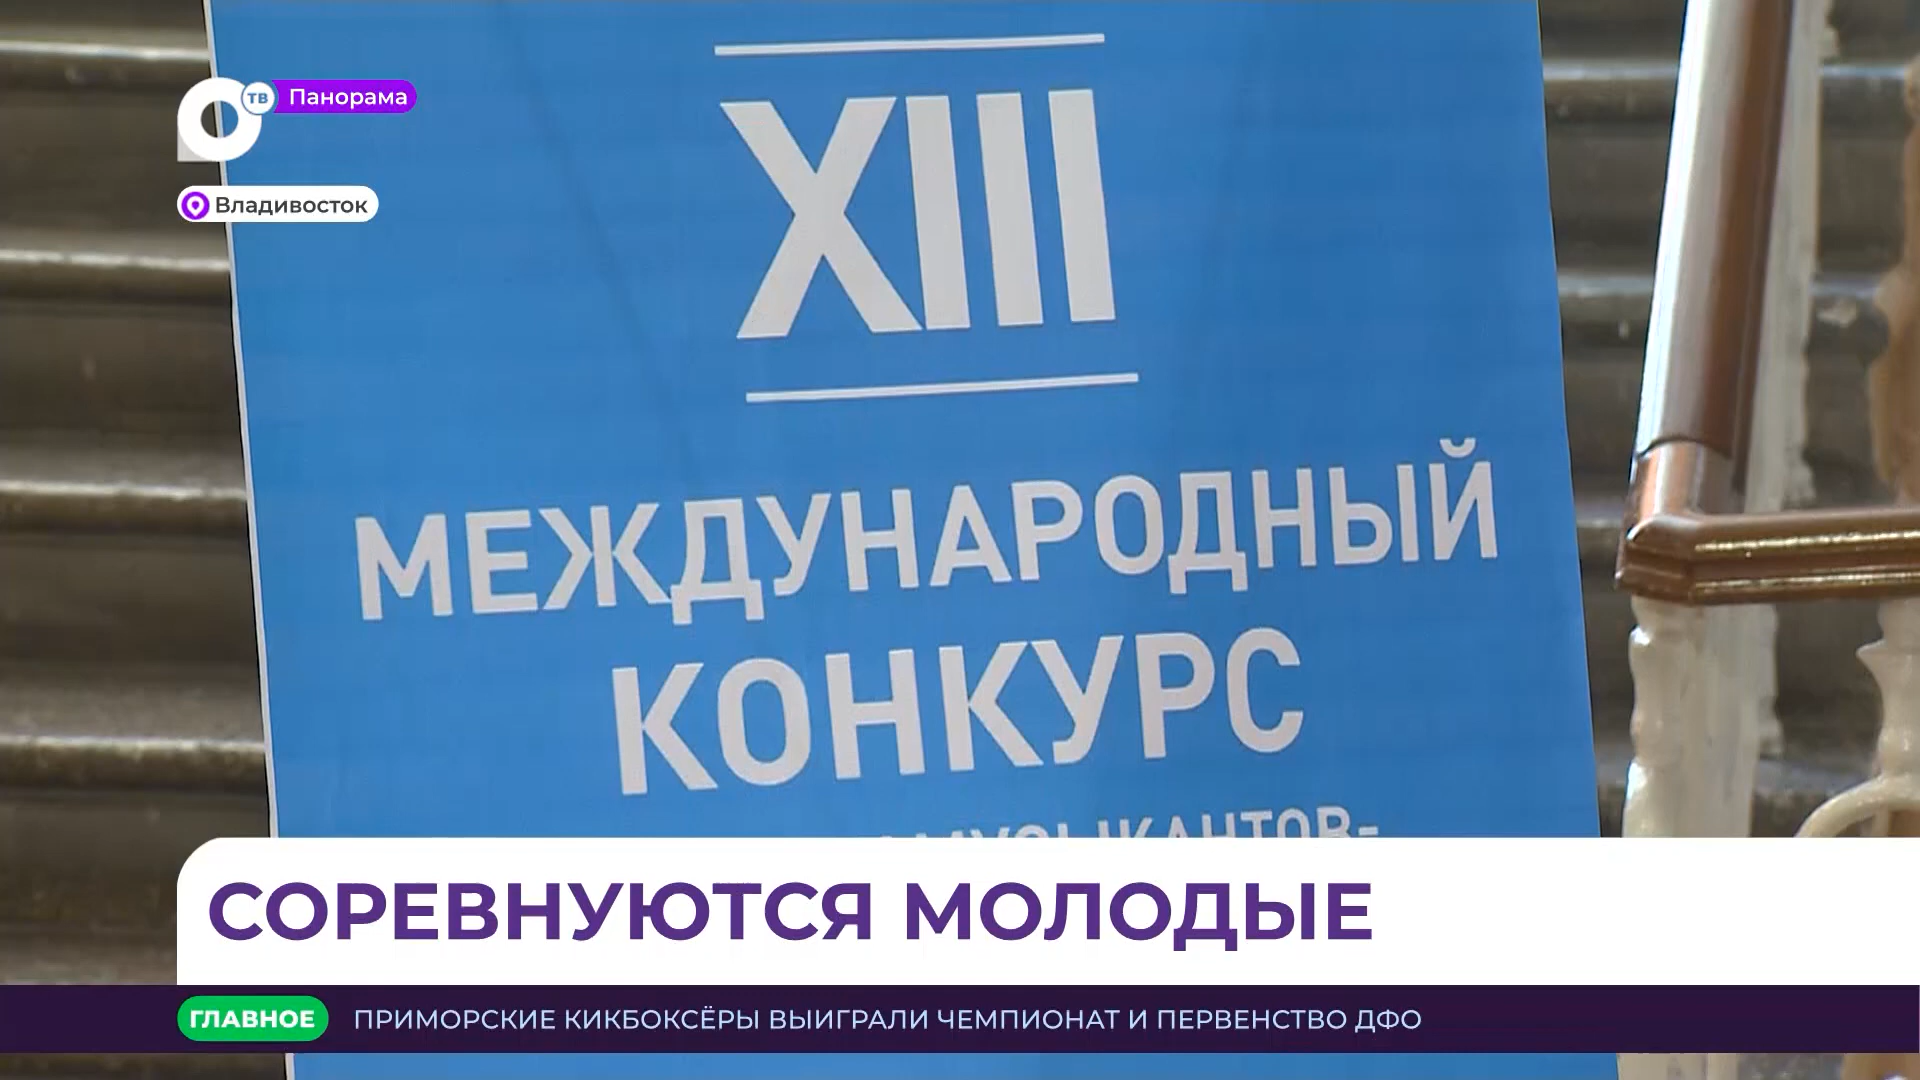 ТВ Панорама
Владивосток
XIII
МЕЖДУНАРОДНЫЙ
КОНКУРС
СОРЕВНУЮТСЯ МОЛОДЫЕ
ГЛАВНОЕ ПРИМОРСКИЕ КИКБОКСЁРЫ ВЫИГРАЛИ ЧЕМПИОНАТ И ПЕРВЕНСТВО ДФО